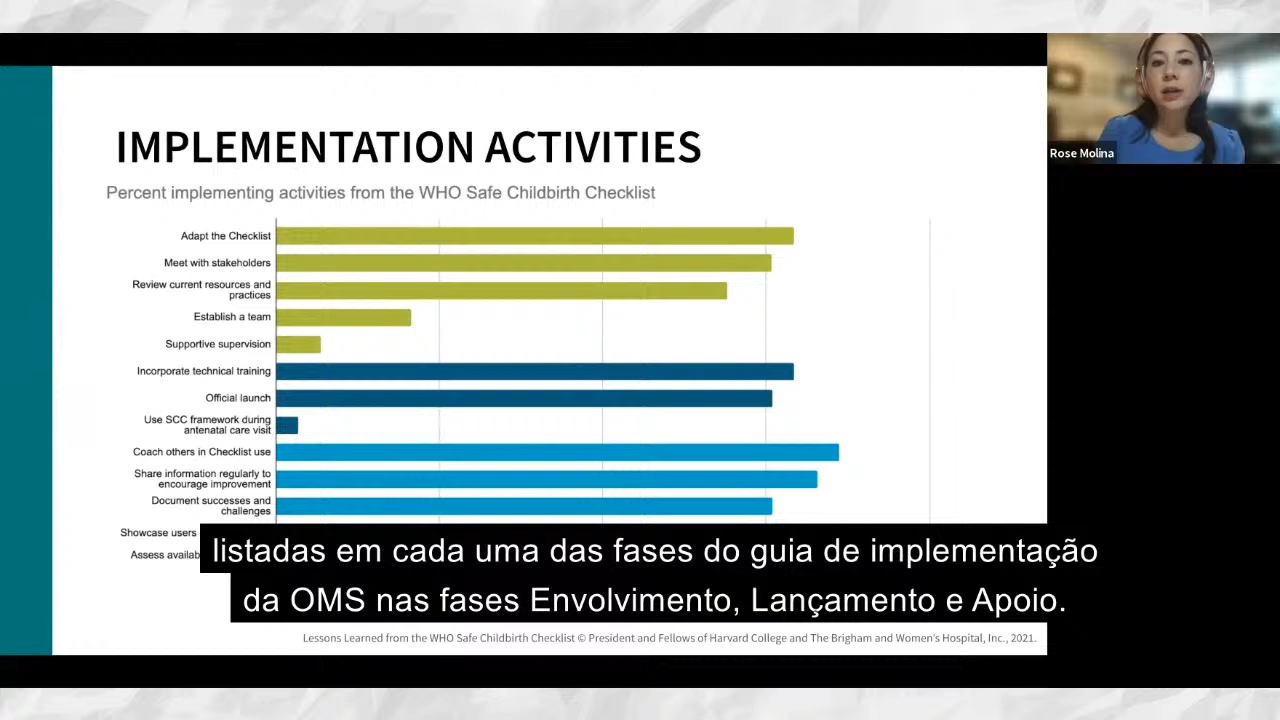 Rose Molina
IMPLEMENTATION ACTIVITIES
Percent implementing activities from the WHO Safe Childbirth Checklist
Adapt the Checklist
Meet with stakeholders
Review current resources and
practices
Establish a team
Supportive supervision
Incorporate technical training
Official launch
Use SCC framework during
antenatal care visit
Coach others in Checklist use
Share information regularly to
encourage improvement
Document successes and
challenges
Showcase users
Assess
listadas em cada uma das fases do guia de implementação
da OMS nas fases Envolvimento, Lançamento e Apoio.
Lessons Learned from the WHO Safe Childbirth Checklist © President and Fellows of Harvard College and The Brigham and Women's Hospital, Inc., 2021.